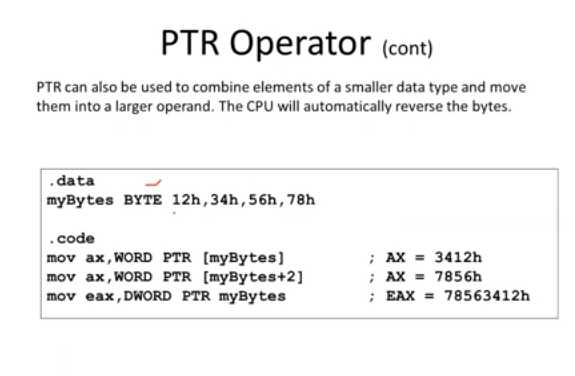 PTR Operator (cont)
PTR can also be used to combine elements of a smaller data type and move
them into a larger operand. The CPU will automatically reverse the bytes.
.data
myBytes BYTE 12h,34h,56h,78h
.code
mov ax,WORD PTR [myBytes] ; AX = 3412h
mov ax,WORD PTR [myBytes+2] ; AX = 7856h
mov eax,DWORD PTR myBytes ; EAX = 78563412h